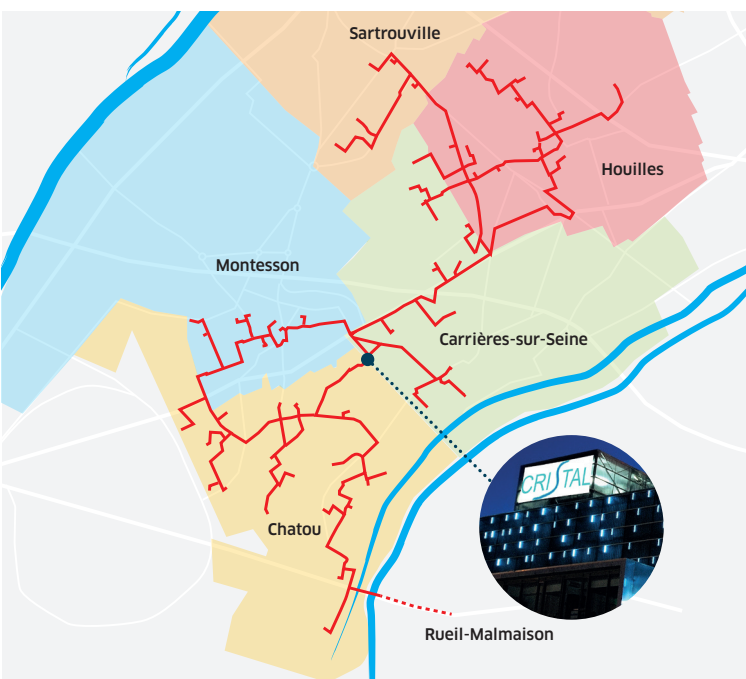 Sartrouville
Houilles
Montesson
Carrières-sur-Seine
CRISTAL
Chatou
Rueil-Malmaison